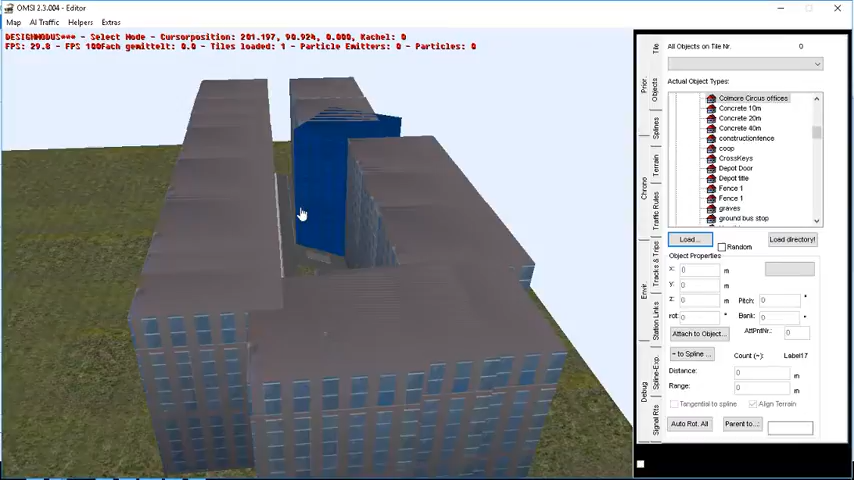 OMSI 2.3.004 - Editor
Map AI Traffic Helpers Extras
DESIGNMODUS*** - Select Mode - Cursorposition: 201.197, 90.924, 0.000, Kachel: 0
FPS: 29.8 - FPS 100Fach gemittelt: 0.0 - Tiles loaded: 1 - Particle Emitters: 0 - Particles: 0
All Objects on Tile Nr. 0
Actual Object Types:
Colmore Circus offices
Concrete 10m
Concrete 20m
Concrete 40m
constructionfence
coop
CrossKeys
Depot Door
Depot title
Fence 1
Fence 1
graves
ground bus stop
Load...
Random
Load directory!
Object Properties
x: 0 m
y: 0 m
z: 0 m Pitch: 0 °
rot: 0 ° Bank: 0 °
Attach to Object... AttPntNr.: 0
~ to Spline ... Count (~): Label17
Distance: 0 m
Range: 0 m
Tangential to spline Align Terrain
Auto Rot. All Parent to...:
Tile
Objects
Splines
Terrain
Traffic Rules
Tracks & Trips
Station Links
Spline-Exp.
Signal Rts
Prior.
Chrono
Envir.
Debug